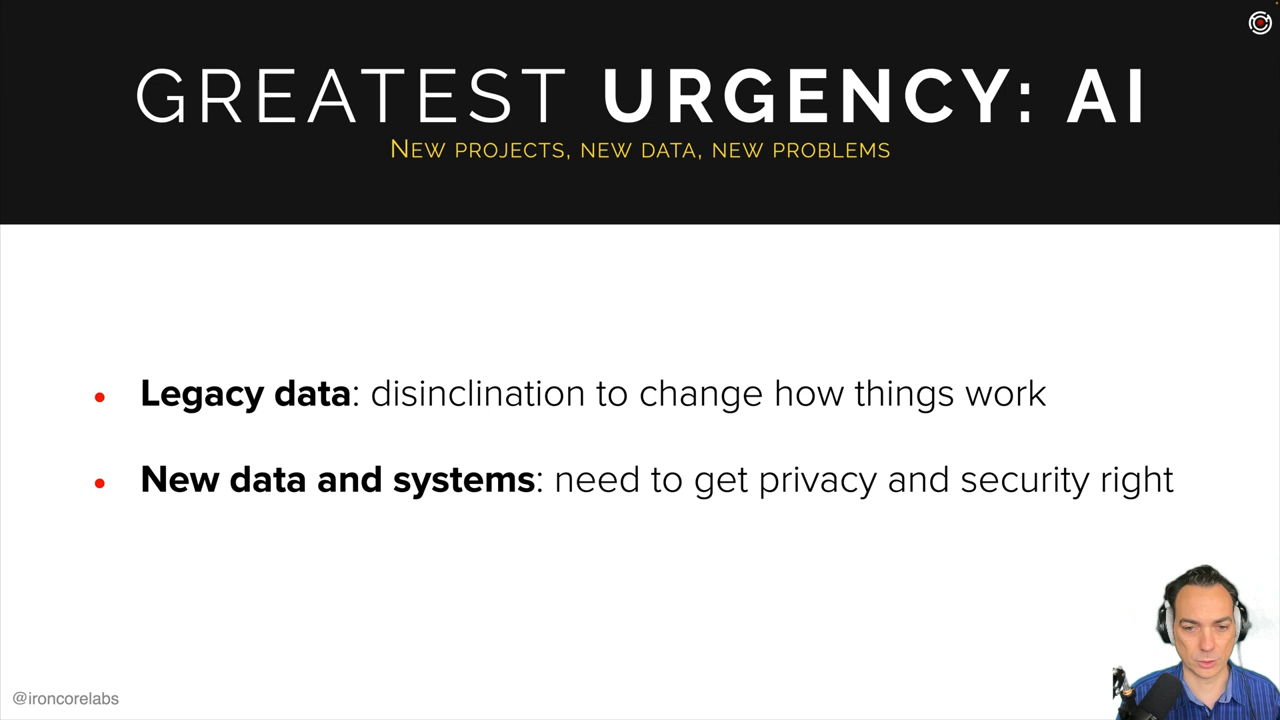 GREATEST URGENCY: AI
NEW PROJECTS, NEW DATA, NEW PROBLEMS
• Legacy data: disinclination to change how things work
• New data and systems: need to get privacy and security right
@ironcorelabs